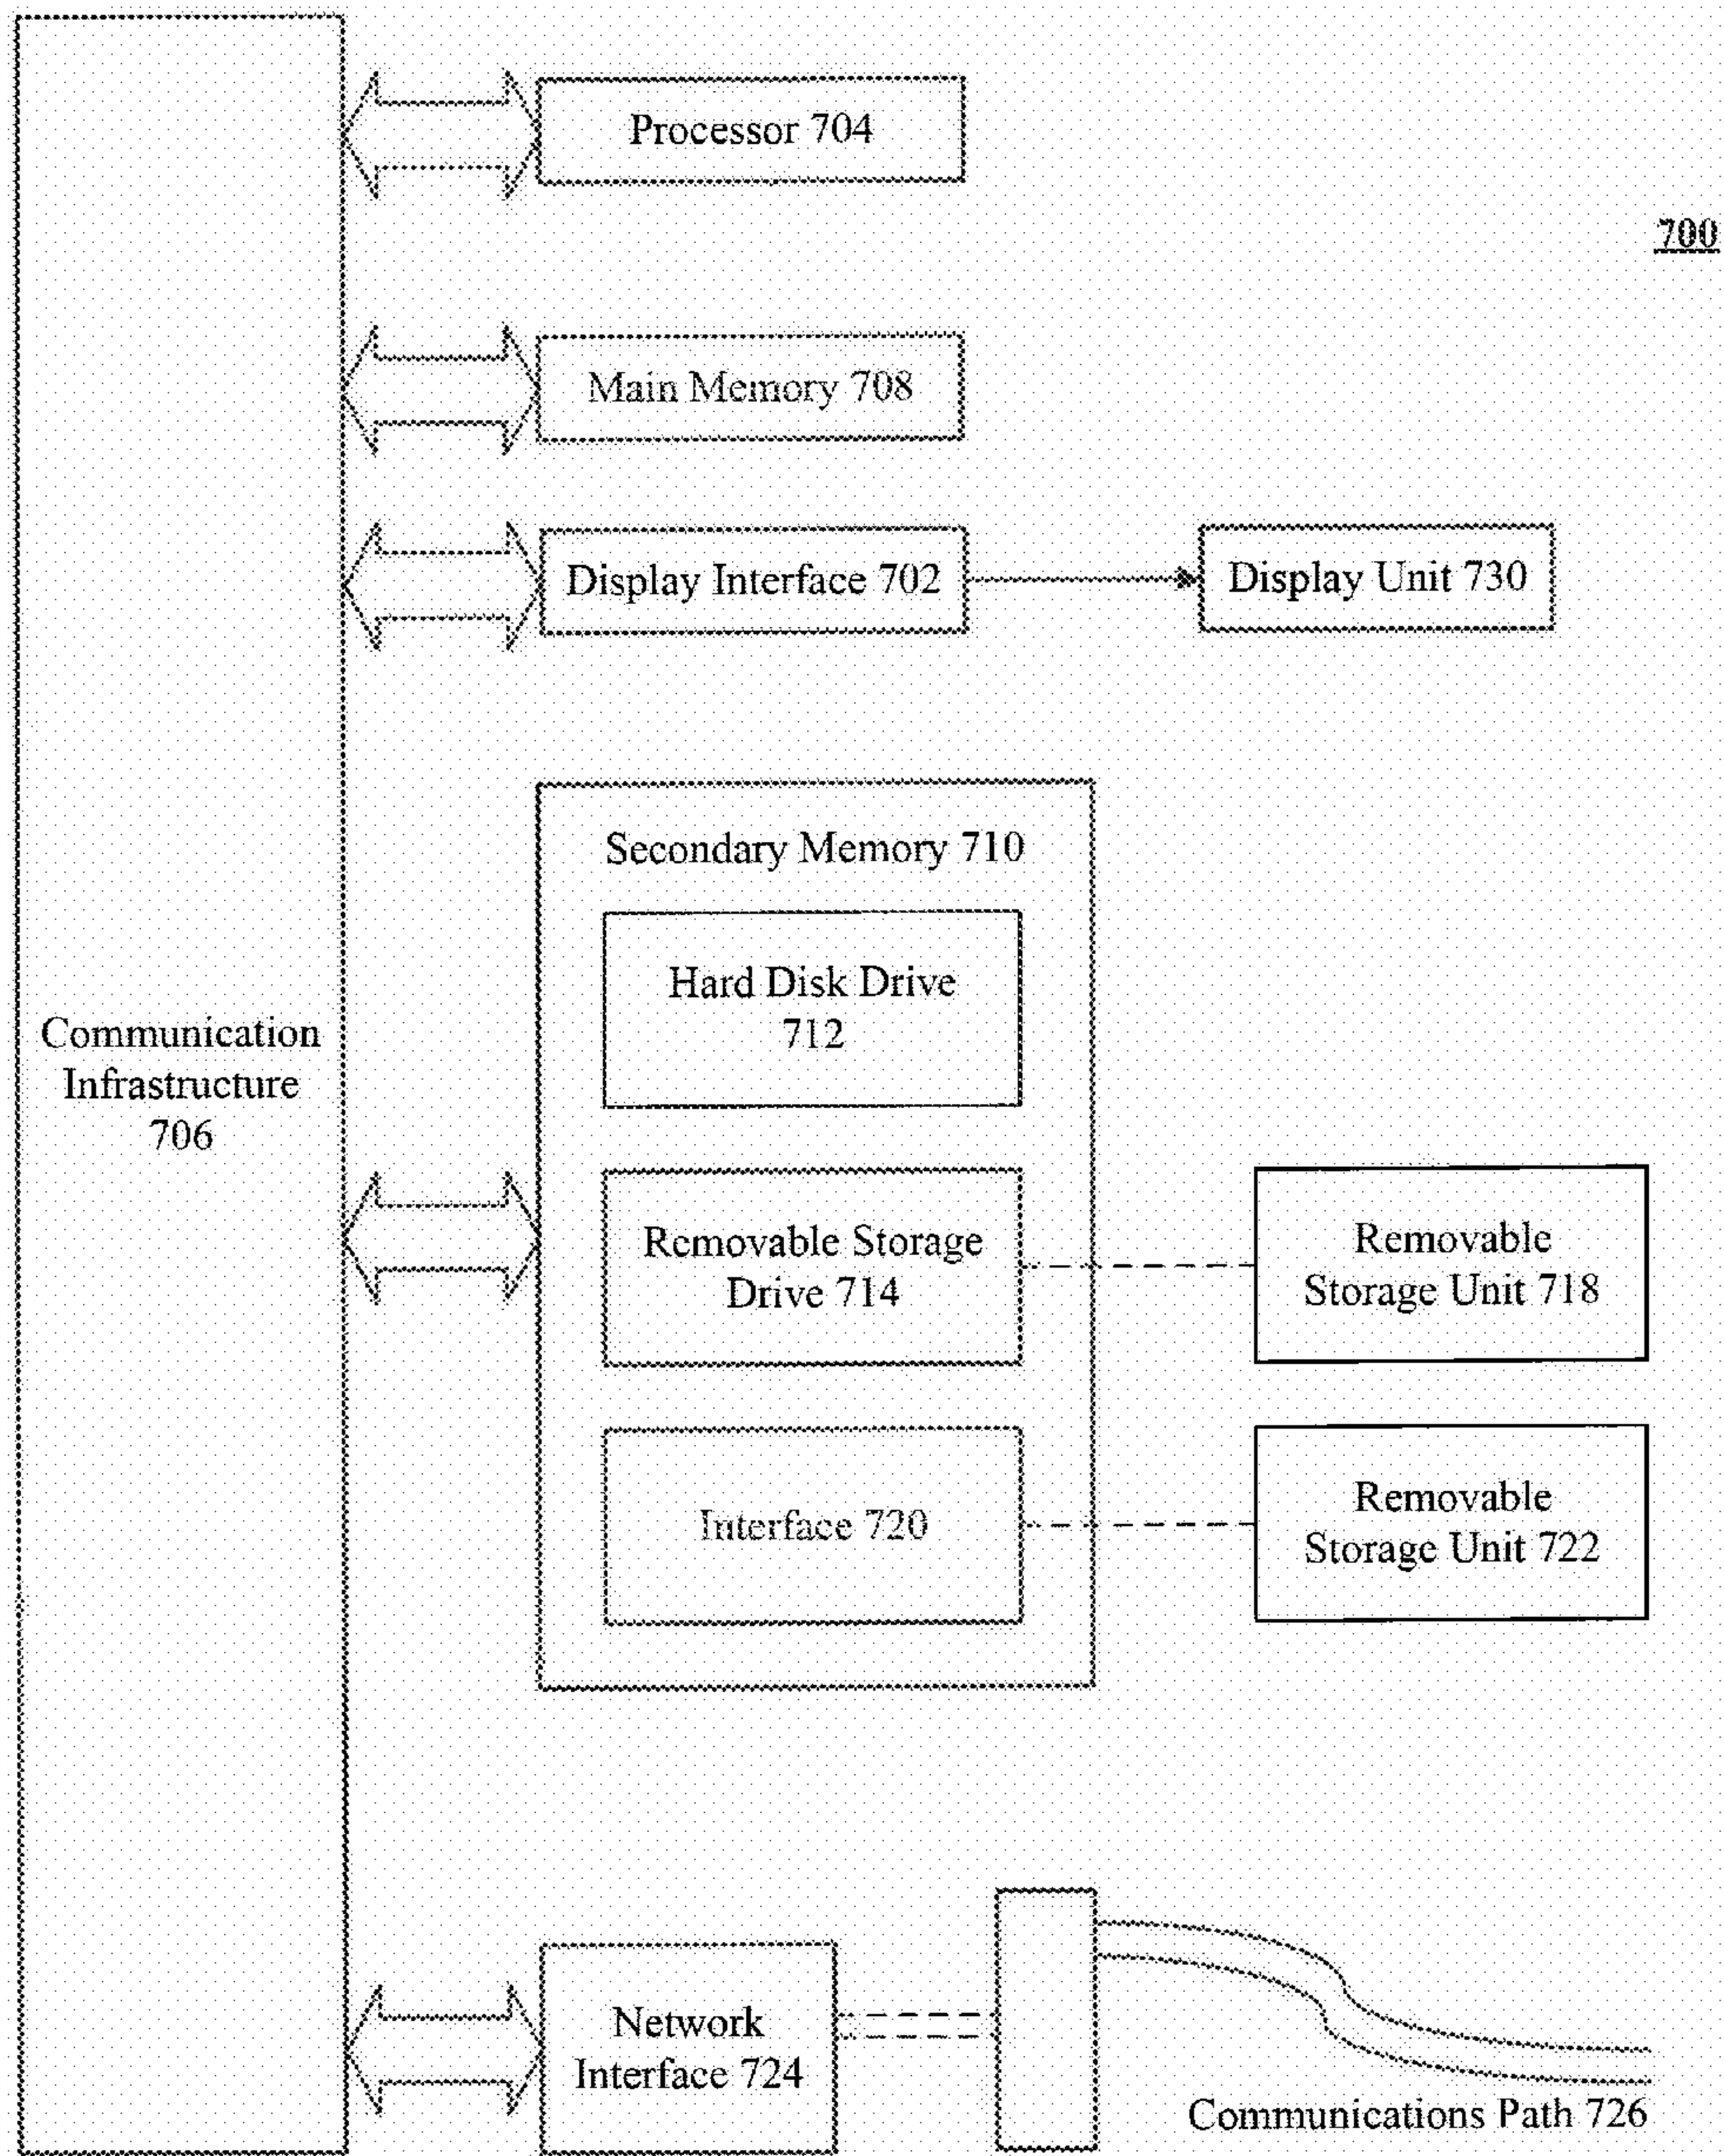 Processor 704
700
Main Memory 708
Display Interface 702
Display Unit 730
Secondary Memory 710
Hard Disk Drive
712
Communication
Infrastructure
706
Removable Storage
Drive 714
Removable
Storage Unit 718
Interface 720
Removable
Storage Unit 722
Network
Interface 724
Communications Path 726